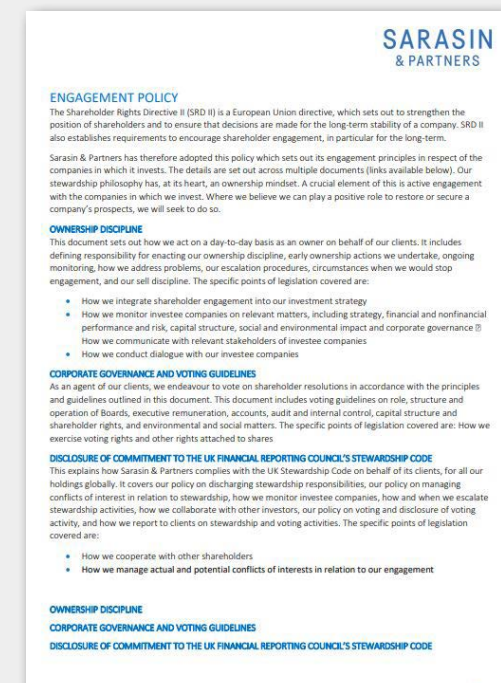 SARASIN
& PARTNERS
ENGAGEMENT POLICY
The Shareholder Rights Directive II (SRD II) is a European Union directive, which sets out to strengthen the
position of shareholders and to ensure that decisions are made for the long-term stability of a company. SRD II
also establishes requirements to encourage shareholder engagement, in particular for the long-term.
Sarasin & Partners has therefore adopted this policy which sets out its engagement principles in respect of the
companies in which it invests. The details are set out across multiple documents (links available below). Our
stewardship philosophy has, at its heart, an ownership mindset. A crucial element of this is active engagement
with the companies in which we invest. Where we believe we can play a positive role to restore or secure a
company's prospects, we will seek to do so.
OWNERSHIP DISCIPLINE
This document sets out how we act on a day-to-day basis as an owner on behalf of our clients. It includes
defining responsibility for enacting our ownership discipline, early ownership actions we undertake, ongoing
monitoring, how we address problems, our escalation procedures, circumstances when we would stop
engagement, and our sell discipline. The specific points of legislation covered are:
• How we integrate shareholder engagement into our investment strategy
• How we monitor investee companies on relevant matters, including strategy, financial and nonfinancial
performance and risk, capital structure, social and environmental impact and corporate governance
How we communicate with relevant stakeholders of investee companies
• How we conduct dialogue with our investee companies
CORPORATE GOVERNANCE AND VOTING GUIDELINES
As an agent of our clients, we endeavour to vote on shareholder resolutions in accordance with the principles
and guidelines outlined in this document. This document includes voting guidelines on role, structure and
operation of Boards, executive remuneration, accounts, audit and internal control, capital structure and
shareholder rights, and environmental and social matters. The specific points of legislation covered are: How we
exercise voting rights and other rights attached to shares
DISCLOSURE OF COMMITMENT TO THE UK FINANCIAL REPORTING COUNCIL'S STEWARDSHIP CODE
This explains how Sarasin & Partners complies with the UK Stewardship Code on behalf of its clients, for all our
holdings globally. It covers our policy on discharging stewardship responsibilities, our policy on managing
conflicts of interest in relation to stewardship, how we monitor investee companies, how and when we escalate
stewardship activities, how we collaborate with other investors, our policy on voting and disclosure of voting
activity, and how we report to clients on stewardship and voting activities. The specific points of legislation
covered are:
• How we cooperate with other shareholders
• How we manage actual and potential conflicts of interests in relation to our engagement
OWNERSHIP DISCIPLINE
CORPORATE GOVERNANCE AND VOTING GUIDELINES
DISCLOSURE OF COMMITMENT TO THE UK FINANCIAL REPORTING COUNCIL'S STEWARDSHIP CODE